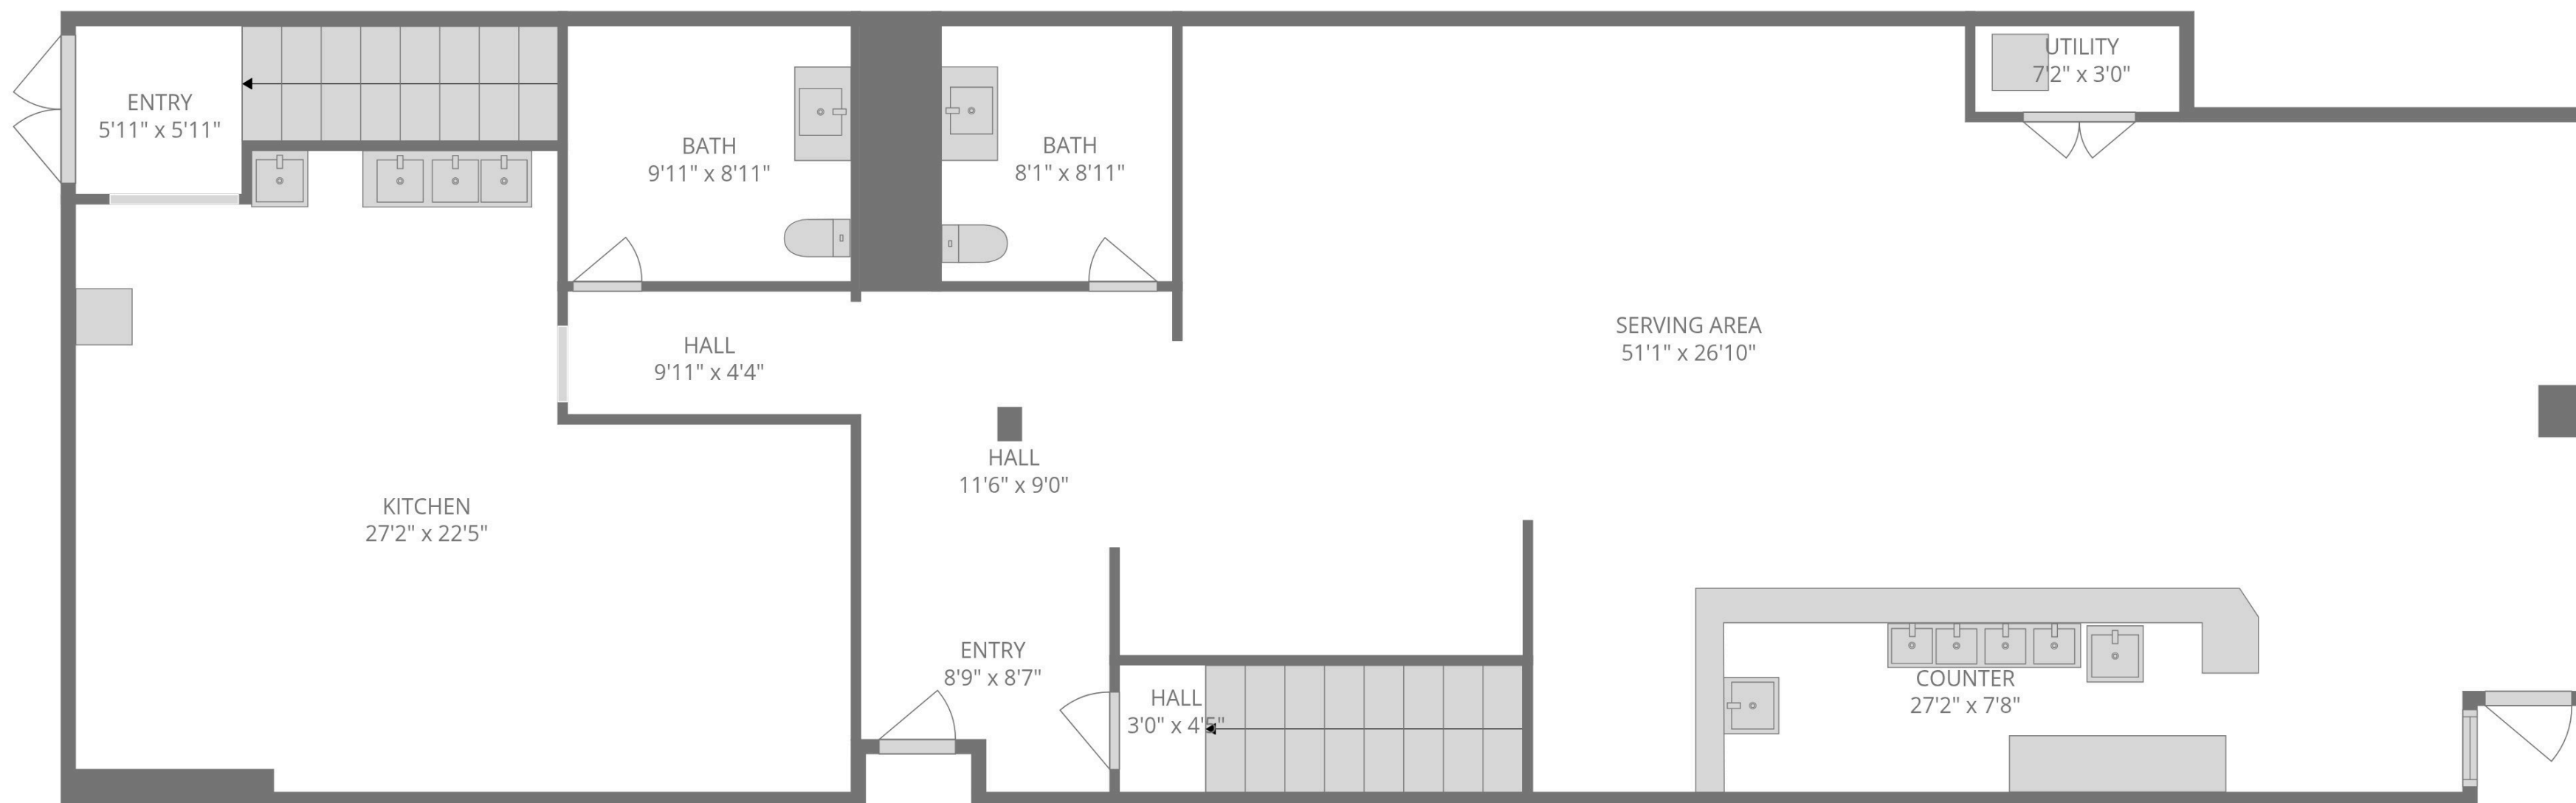 ENTRY
5'11" x 5'11"
BATH
9'11" x 8'11"
BATH
8'1" x 8'11"
UTILITY
7'2" x 3'0"
HALL
9'11" x 4'4"
SERVING AREA
51'1" x 26'10"
HALL
11'6" x 9'0"
KITCHEN
27'2" x 22'5"
ENTRY
8'9" x 8'7"
HALL
3'0" x 4'5"
COUNTER
27'2" x 7'8"